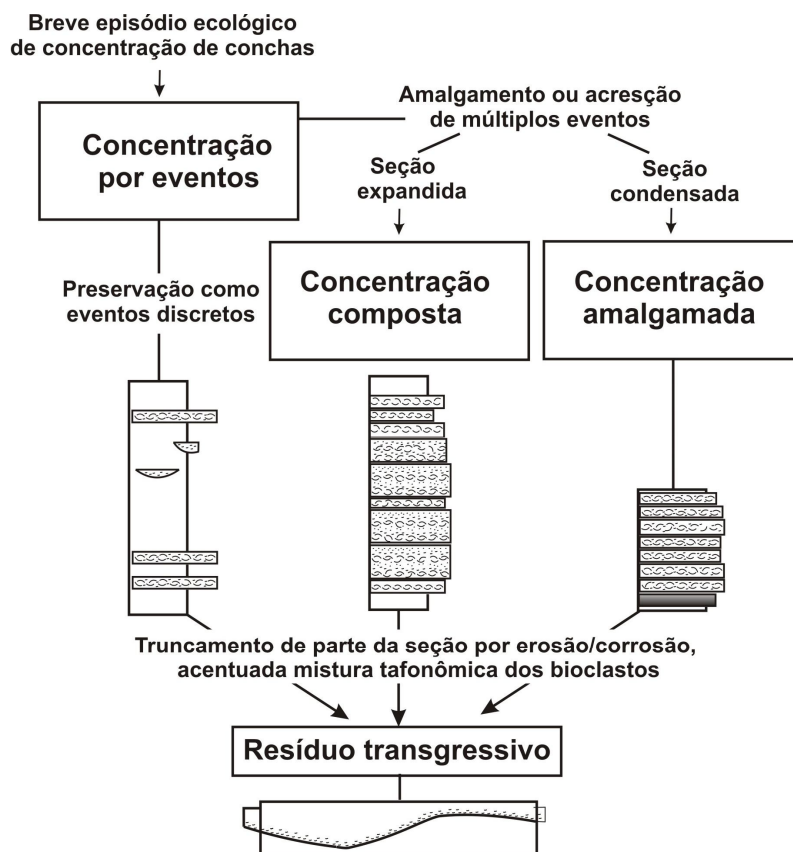 Breve episódio ecológico
de concentração de conchas
Concentração
por eventos
Amalgamento ou acresção
de múltiplos eventos
Seção
expandida
Seção
condensada
Preservação como
eventos discretos
Concentração
composta
Concentração
amalgamada
Truncamento de parte da seção por erosão/corrosão,
acentuada mistura tafonômica dos bioclastos
Resíduo transgressivo